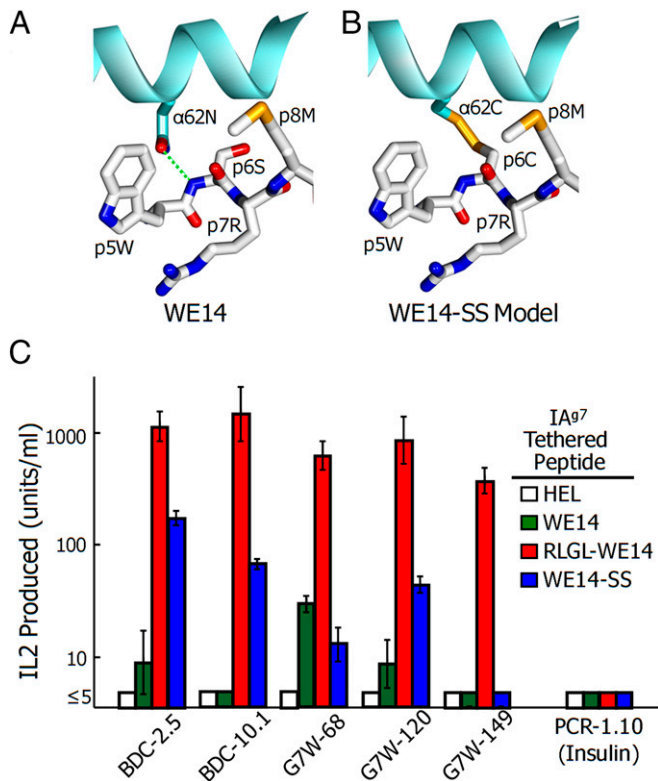 A
α62N
p8M
p6S
p5W
p7R
WE14
B
α62C
p8M
p6C
p5W
p7R
WE14-SS Model
C
IL2 Produced (units/ml)
1000
100
10
≤5
IAg7
Tethered
Peptide
HEL
WE14
RLGL-WE14
WE14-SS
BDC-2.5
BDC-10.1
G7W-68
G7W-120
G7W-149
PCR-1.10
(Insulin)